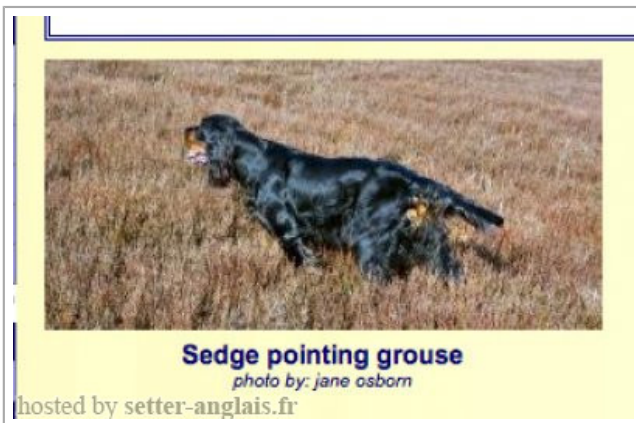 Sedge pointing grouse
photo by: jane osborn
hosted by setter-anglais.fr